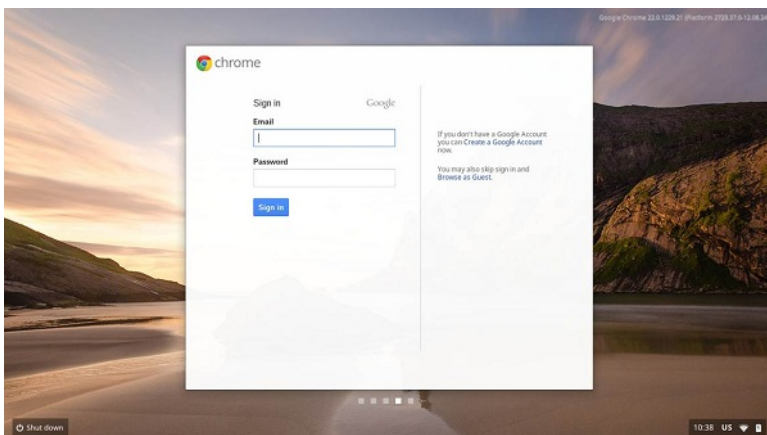 Google Chrome 22.0.1229.21 (Platform 2723.37.0-12.08.24
chrome
Sign in
Google
Email
Password
Sign in
If you don't have a Google Account
you can Create a Google Account
now.
You may also skip sign in and
Browse as Guest.
Shut down
10:38 US